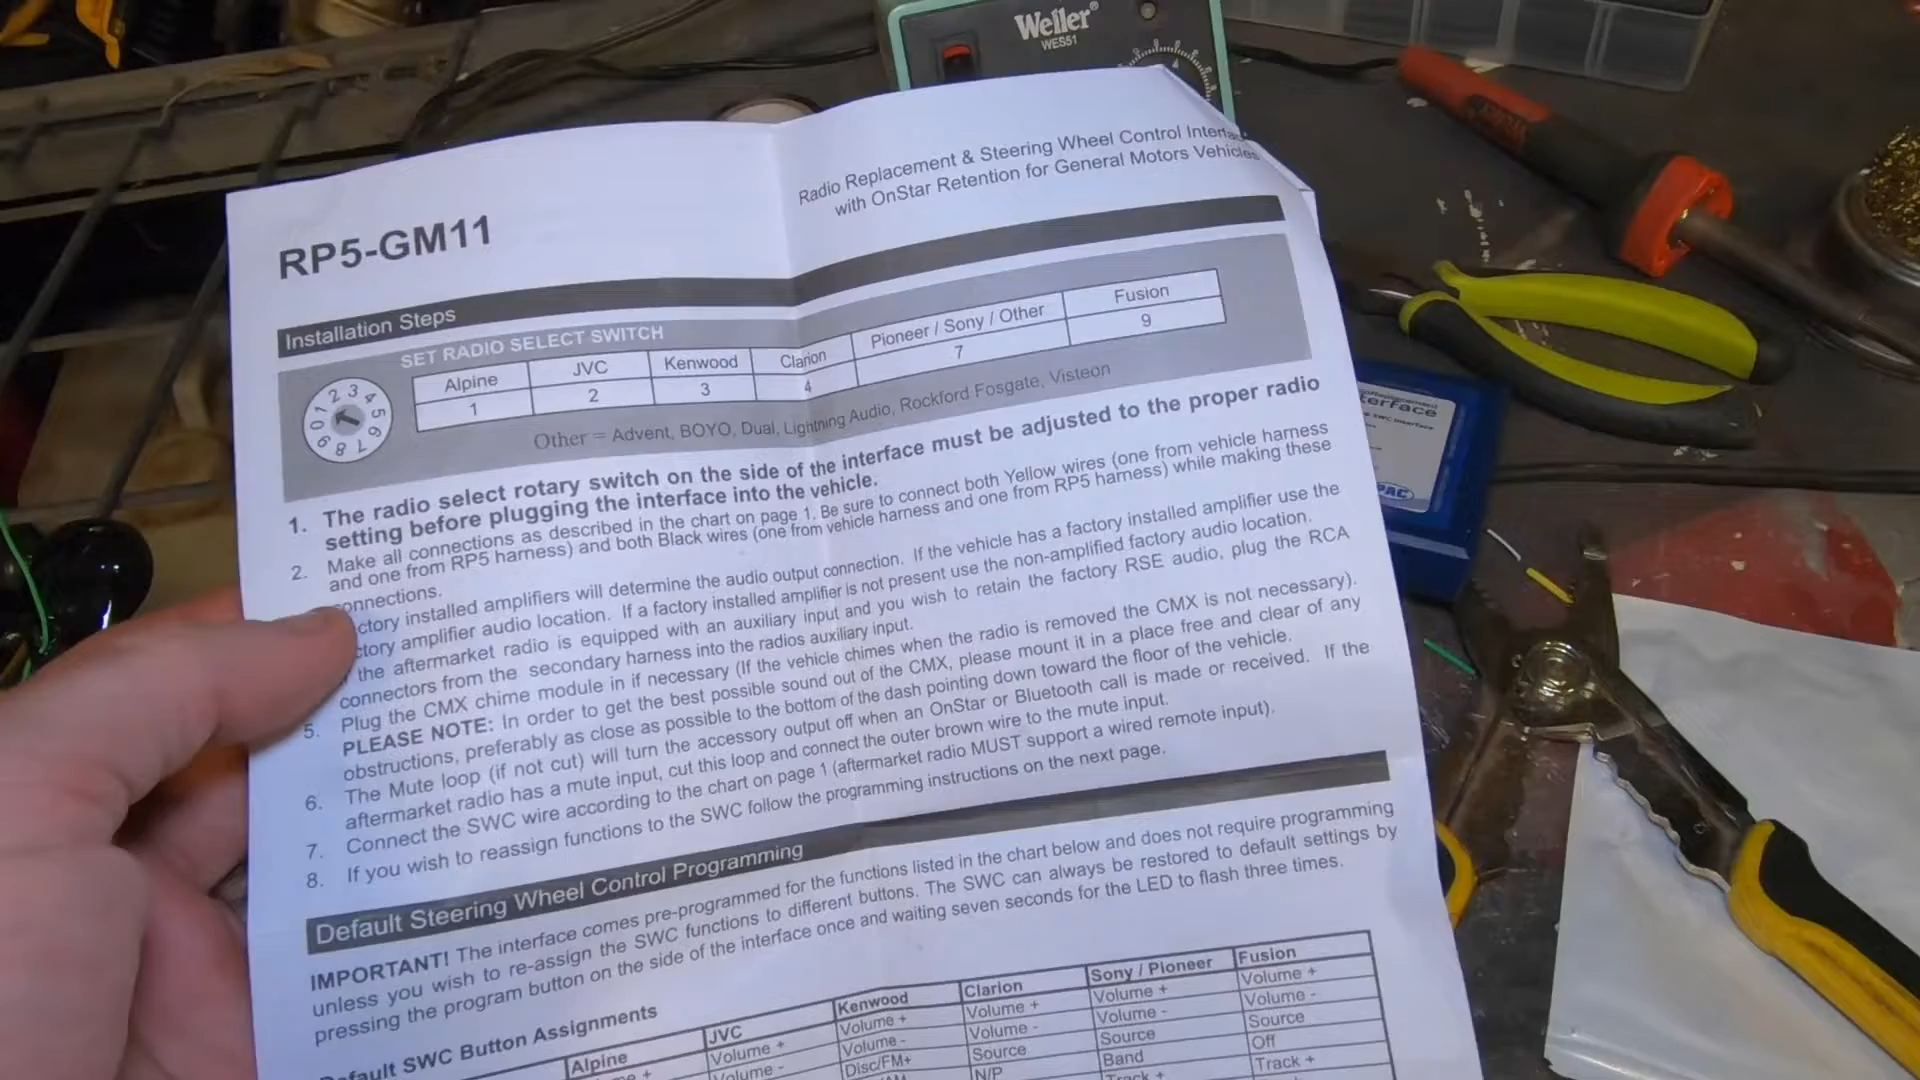 Weller®
WES51
Radio Replacement & Steering Wheel Control
with OnStar Retention for General Motors Vehicles
RP5-GM11
Installation Steps
SET RADIO SELECT SWITCH
Alpine JVC Kenwood Clarion Pioneer / Sony / Other Fusion
1 2 3 4 7 9
0 1 2 3 4 5 6 7 8 9
Other = Advent, BOYO, Dual, Lightning Audio, Rockford Fosgate, Visteon
1. The radio select rotary switch on the side of the interface must be adjusted to the proper radio
setting before plugging the interface into the vehicle.
2. Make all connections as described in the chart on page 1. Be sure to connect both Yellow wires (one from vehicle harness
and one from RP5 harness) and both Black wires (one from vehicle harness and one from RP5 harness) while making these
onnections.
ctory installed amplifiers will determine the audio output connection. If the vehicle has a factory installed amplifier use the
ctory amplifier audio location. If a factory installed amplifier is not present use the non-amplified factory audio location.
the aftermarket radio is equipped with an auxiliary input and you wish to retain the factory RSE audio, plug the RCA
connectors from the secondary harness into the radios auxiliary input.
5. Plug the CMX chime module in if necessary (If the vehicle chimes when the radio is removed the CMX is not necessary).
PLEASE NOTE: In order to get the best possible sound out of the CMX, please mount it in a place free and clear of any
obstructions, preferably as close as possible to the bottom of the dash pointing down toward the floor of the vehicle.
6. The Mute loop (if not cut) will turn the accessory output off when an OnStar or Bluetooth call is made or received. If the
aftermarket radio has a mute input, cut this loop and connect the outer brown wire to the mute input.
7. Connect the SWC wire according to the chart on page 1 (aftermarket radio MUST support a wired remote input).
8. If you wish to reassign functions to the SWC follow the programming instructions on the next page.
Default Steering Wheel Control Programming
IMPORTANT! The interface comes pre-programmed for the functions listed in the chart below and does not require programming
unless you wish to re-assign the SWC functions to different buttons. The SWC can always be restored to default settings by
pressing the program button on the side of the interface once and waiting seven seconds for the LED to flash three times.
efault SWC Button Assignments
Alpine JVC Kenwood Clarion Sony / Pioneer Fusion
Volume + Volume + Volume + Volume + Volume +
Volume - Volume - Volume - Volume - Volume -
Disc/FM+ Source Source Source
N/P Band Off
Track + Track +
erface
PAC